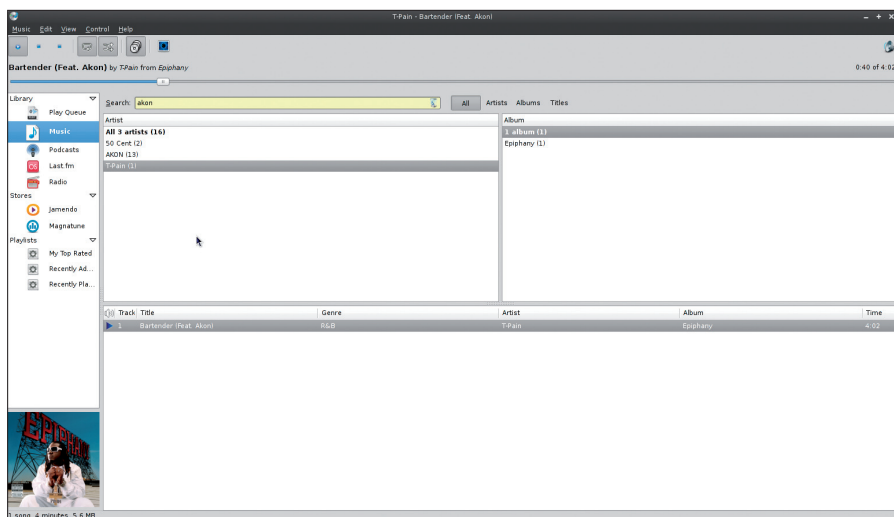 T-Pain - Bartender (Feat. Akon)
Music Edit View Control Help
Bartender (Feat. Akon) by T-Pain from Epiphany
0:40 of 4:02
Library
Play Queue
Music
Podcasts
Last.fm
Radio
Stores
Jamendo
Magnatune
Playlists
My Top Rated
Recently Ad...
Recently Pla...
Search: akon
All Artists Albums Titles
Artist
All 3 artists (16)
50 Cent (2)
AKON (13)
T-Pain (1)
Album
1 album (1)
Epiphany (1)
Track Title Genre Artist Album Time
1 Bartender (Feat. Akon) R&B T-Pain Epiphany 4:02
EPIPHANY
1 song, 4 minutes, 5.6 MB